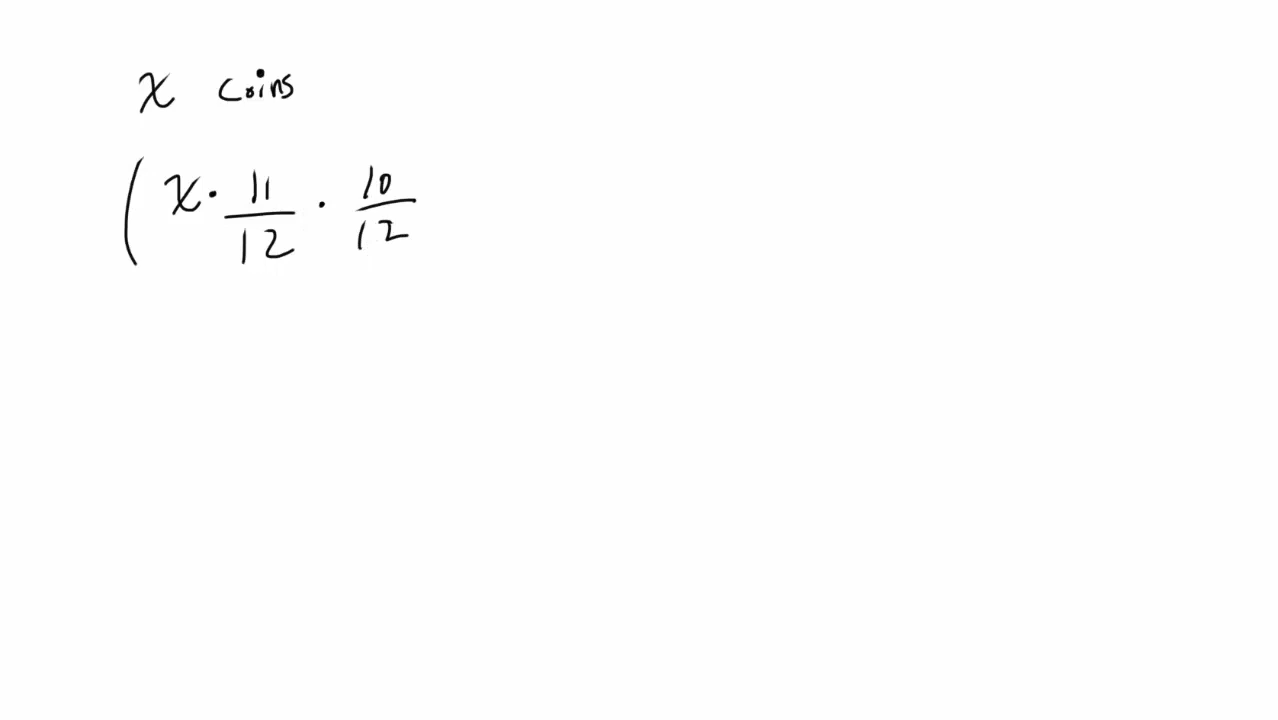 x coins
( x · 11/12 · 10/12